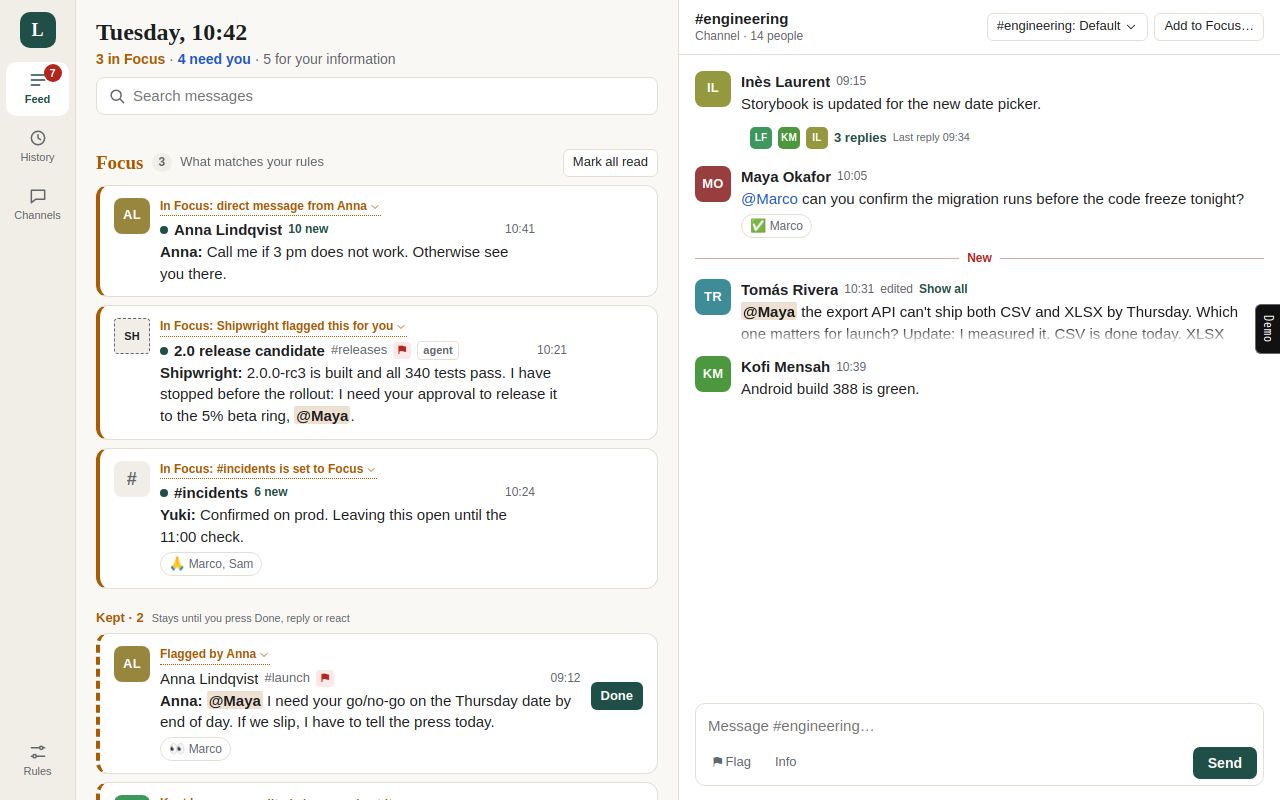 L
7
Feed
History
Channels
Rules
Tuesday, 10:42
3 in Focus · 4 need you · 5 for your information
Search messages
Focus 3 What matches your rules Mark all read
AL
In Focus: direct message from Anna
Anna Lindqvist 10 new 10:41
Anna: Call me if 3 pm does not work. Otherwise see
you there.
SH
In Focus: Shipwright flagged this for you
2.0 release candidate #releases agent 10:21
Shipwright: 2.0.0-rc3 is built and all 340 tests pass. I have
stopped before the rollout: I need your approval to release it
to the 5% beta ring, @Maya.
#
In Focus: #incidents is set to Focus
#incidents 6 new 10:24
Yuki: Confirmed on prod. Leaving this open until the
11:00 check.
🙏 Marco, Sam
Kept · 2 Stays until you press Done, reply or react
AL
Flagged by Anna
Anna Lindqvist #launch 09:12
Anna: @Maya I need your go/no-go on the Thursday date by
end of day. If we slip, I have to tell the press today.
👀 Marco
Done
#engineering
Channel · 14 people
#engineering: Default
Add to Focus…
IL
Inès Laurent 09:15
Storybook is updated for the new date picker.
LF KM IL 3 replies Last reply 09:34
MO
Maya Okafor 10:05
@Marco can you confirm the migration runs before the code freeze tonight?
✅ Marco
New
TR
Tomás Rivera 10:31 edited Show all
@Maya the export API can't ship both CSV and XLSX by Thursday. Which
one matters for launch? Update: I measured it. CSV is done today. XLSX
KM
Kofi Mensah 10:39
Android build 388 is green.
Demo
Message #engineering…
Flag Info
Send